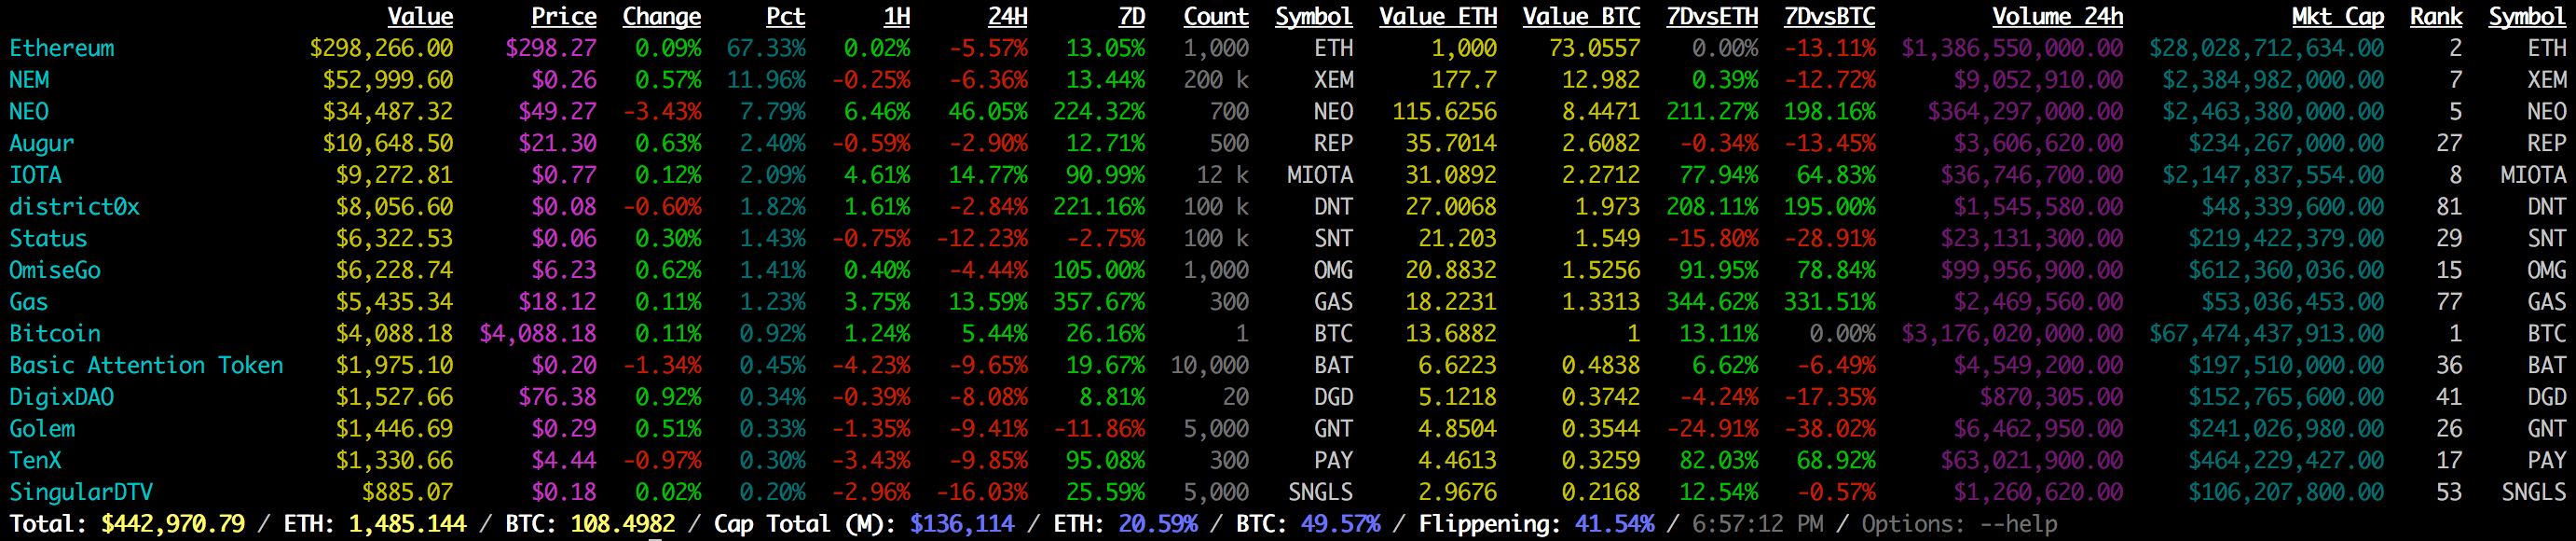 Value Price Change Pct 1H 24H 7D Count Symbol Value ETH Value BTC 7DvsETH 7DvsBTC Volume 24h Mkt Cap Rank Symbol
Ethereum $298,266.00 $298.27 0.09% 67.33% 0.02% -5.57% 13.05% 1,000 ETH 1,000 73.0557 0.00% -13.11% $1,386,550,000.00 $28,028,712,634.00 2 ETH
NEM $52,999.60 $0.26 0.57% 11.96% -0.25% -6.36% 13.44% 200 k XEM 177.7 12.982 0.39% -12.72% $9,052,910.00 $2,384,982,000.00 7 XEM
NEO $34,487.32 $49.27 -3.43% 7.79% 6.46% 46.05% 224.32% 700 NEO 115.6256 8.4471 211.27% 198.16% $364,297,000.00 $2,463,380,000.00 5 NEO
Augur $10,648.50 $21.30 0.63% 2.40% -0.59% -2.90% 12.71% 500 REP 35.7014 2.6082 -0.34% -13.45% $3,606,620.00 $234,267,000.00 27 REP
IOTA $9,272.81 $0.77 0.12% 2.09% 4.61% 14.77% 90.99% 12 k MIOTA 31.0892 2.2712 77.94% 64.83% $36,746,700.00 $2,147,837,554.00 8 MIOTA
district0x $8,056.60 $0.08 -0.60% 1.82% 1.61% -2.84% 221.16% 100 k DNT 27.0068 1.973 208.11% 195.00% $1,545,580.00 $48,339,600.00 81 DNT
Status $6,322.53 $0.06 0.30% 1.43% -0.75% -12.23% -2.75% 100 k SNT 21.203 1.549 -15.80% -28.91% $23,131,300.00 $219,422,379.00 29 SNT
OmiseGo $6,228.74 $6.23 0.62% 1.41% 0.40% -4.44% 105.00% 1,000 OMG 20.8832 1.5256 91.95% 78.84% $99,956,900.00 $612,360,036.00 15 OMG
Gas $5,435.34 $18.12 0.11% 1.23% 3.75% 13.59% 357.67% 300 GAS 18.2231 1.3313 344.62% 331.51% $2,469,560.00 $53,036,453.00 77 GAS
Bitcoin $4,088.18 $4,088.18 0.11% 0.92% 1.24% 5.44% 26.16% 1 BTC 13.6882 1 13.11% 0.00% $3,176,020,000.00 $67,474,437,913.00 1 BTC
Basic Attention Token $1,975.10 $0.20 -1.34% 0.45% -4.23% -9.65% 19.67% 10,000 BAT 6.6223 0.4838 6.62% -6.49% $4,549,200.00 $197,510,000.00 36 BAT
DigixDAO $1,527.66 $76.38 0.92% 0.34% -0.39% -8.08% 8.81% 20 DGD 5.1218 0.3742 -4.24% -17.35% $870,305.00 $152,765,600.00 41 DGD
Golem $1,446.69 $0.29 0.51% 0.33% -1.35% -9.41% -11.86% 5,000 GNT 4.8504 0.3544 -24.91% -38.02% $6,462,950.00 $241,026,980.00 26 GNT
TenX $1,330.66 $4.44 -0.97% 0.30% -3.43% -9.85% 95.08% 300 PAY 4.4613 0.3259 82.03% 68.92% $63,021,900.00 $464,229,427.00 17 PAY
SingularDTV $885.07 $0.18 0.02% 0.20% -2.96% -16.03% 25.59% 5,000 SNGLS 2.9676 0.2168 12.54% -0.57% $1,260,620.00 $106,207,800.00 53 SNGLS
Total: $442,970.79 / ETH: 1,485.144 / BTC: 108.4982 / Cap Total (M): $136,114 / ETH: 20.59% / BTC: 49.57% / Flippening: 41.54% / 6:57:12 PM / Options: --help